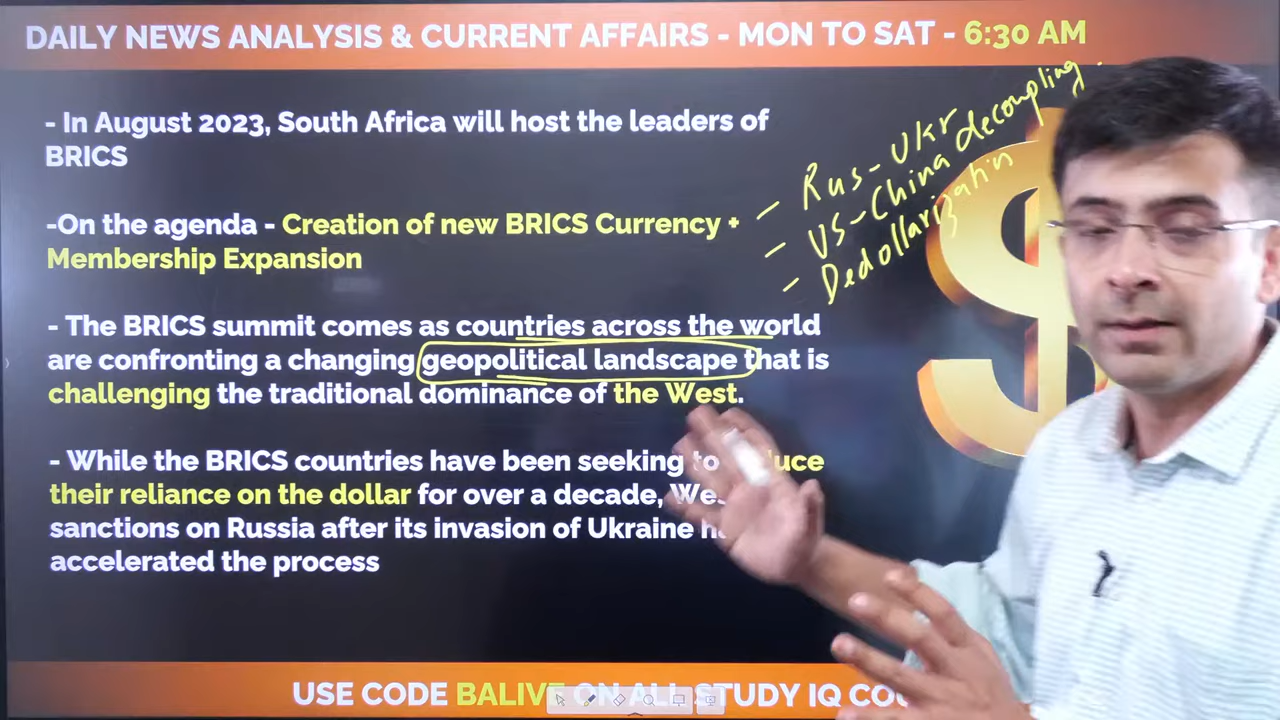 DAILY NEWS ANALYSIS & CURRENT AFFAIRS - MON TO SAT - 6:30 AM
- In August 2023, South Africa will host the leaders of
BRICS
-On the agenda - Creation of new BRICS Currency +
Membership Expansion
- The BRICS summit comes as countries across the world
are confronting a changing geopolitical landscape that is
challenging the traditional dominance of the West.
- While the BRICS countries have been seeking to
their reliance on the dollar for over a decade,
sanctions on Russia after its invasion of Ukraine
accelerated the process
- Rus-Ukr
- US-China decoupling.
- Dedollarizatin
USE CODE BALIVE ON ALL STUDY IQ